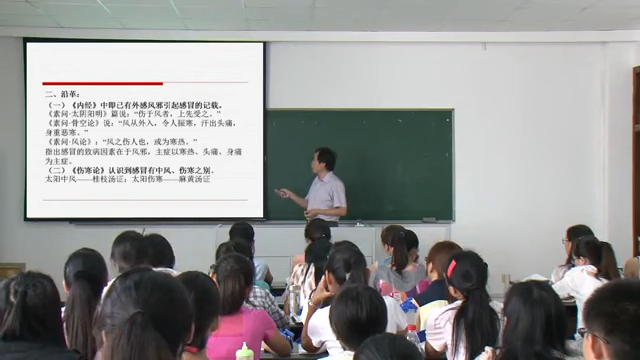 二、沿革：
（一）《内经》中即已有外感风邪引起感冒的记载。
《素问·太阴阳明》篇说：“伤于风者，上先受之。”
《素问·骨空论》说：“风从外入，令人振寒，汗出头痛，
身重恶寒。”
《素问·风论》：“风之伤人也，或为寒热。”
指出感冒的致病因素在于风邪，主症以寒热、头痛、身痛
为主症。
（二）《伤寒论》认识到感冒有中风、伤寒之别。
太阳中风——桂枝汤证；太阳伤寒——麻黄汤证